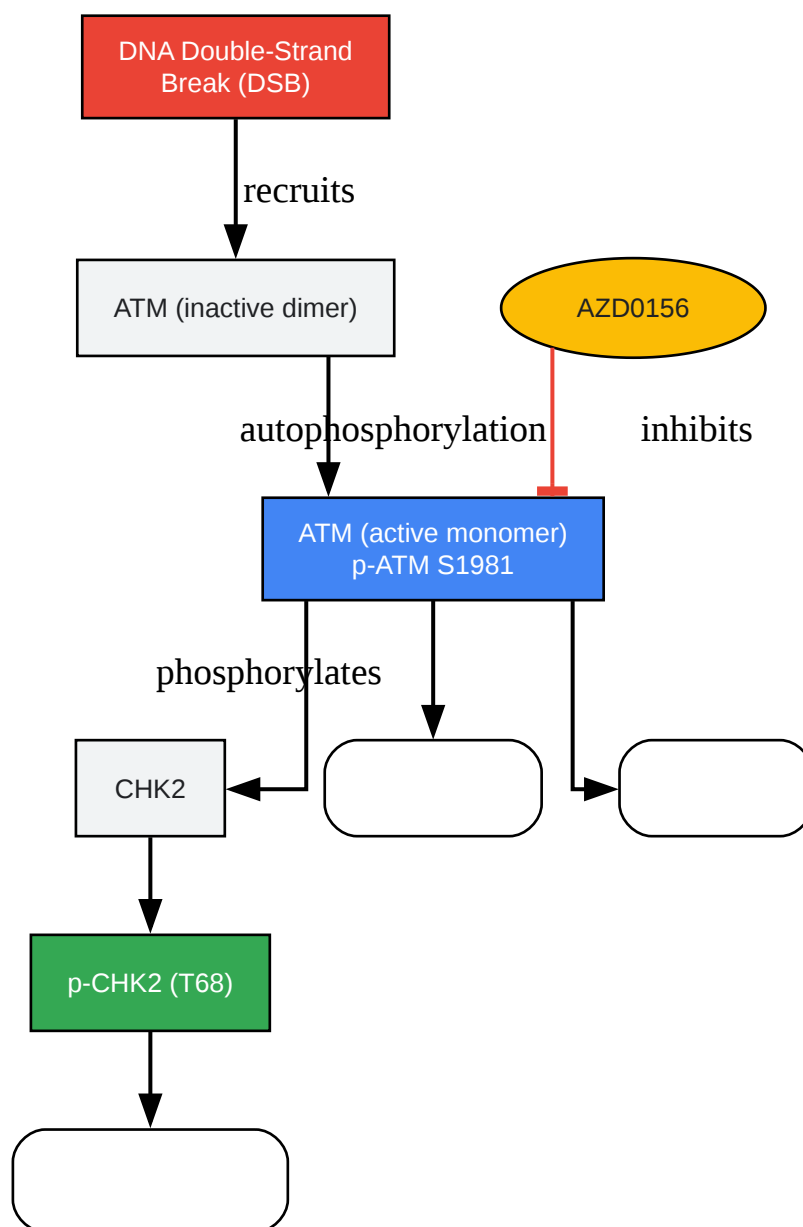 DNA Double-Strand
Break (DSB)
recruits
ATM (inactive dimer)
AZD0156
autophosphorylation
inhibits
ATM (active monomer)
p-ATM S1981
phosphorylates
CHK2
p-CHK2 (T68)